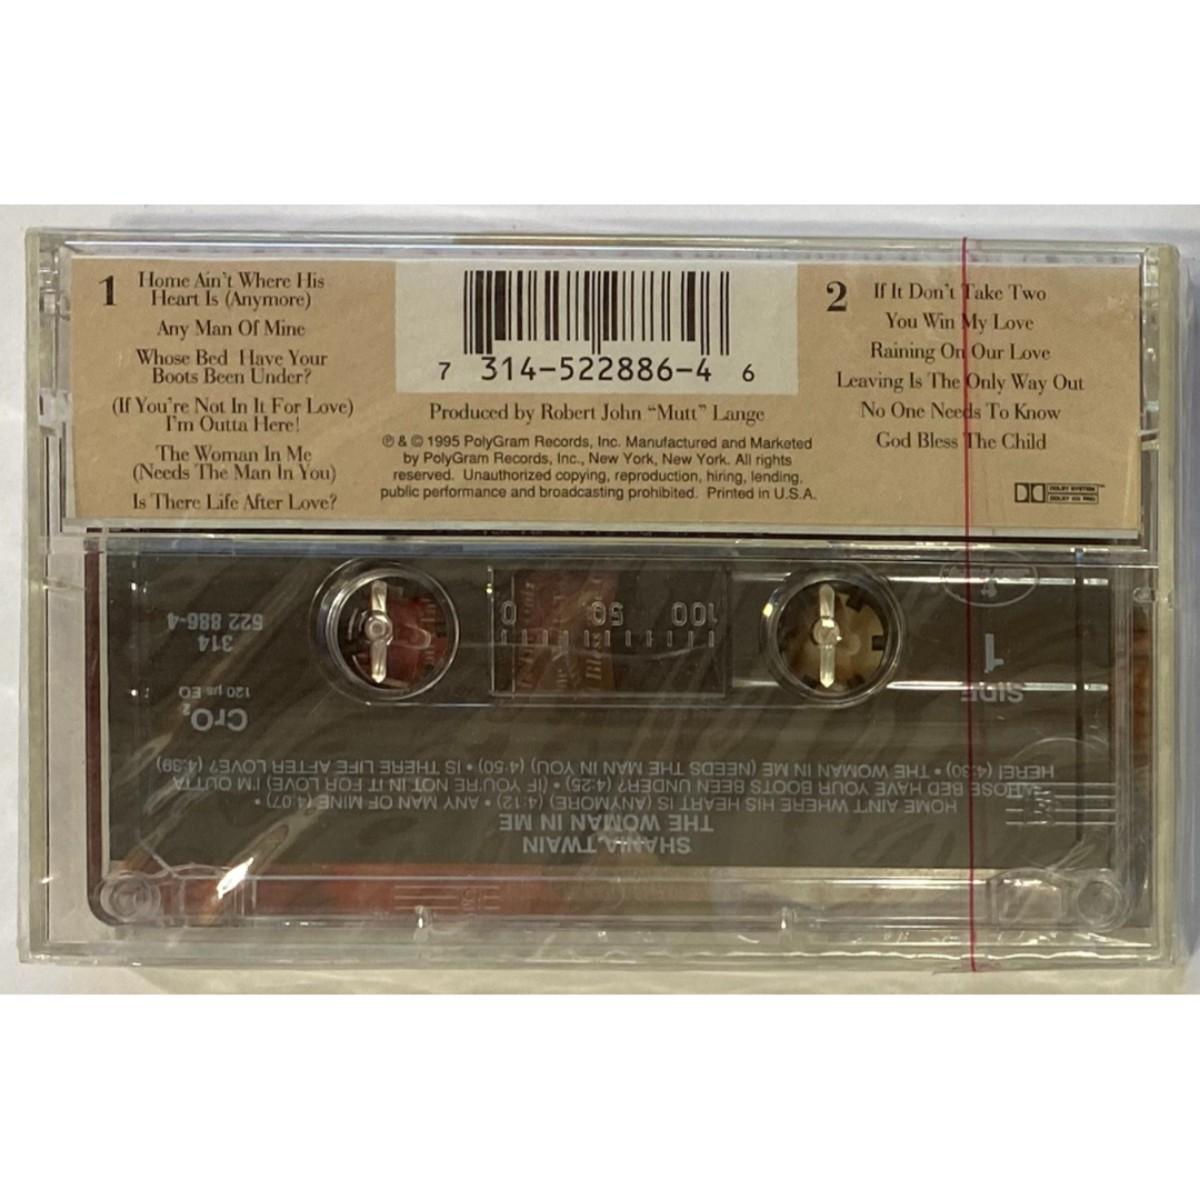 1
Home Ain't Where His
Heart Is (Anymore)
Any Man Of Mine
Whose Bed Have Your
Boots Been Under?
(If You're Not In It For Love)
I'm Outta Here!
The Woman In Me
(Needs The Man In You)
Is There Life After Love?
7 314-522886-4 6
Produced by Robert John “Mutt” Lange
℗ & © 1995 PolyGram Records, Inc. Manufactured and Marketed
by PolyGram Records, Inc., New York, New York. All rights
reserved. Unauthorized copying, reproduction, hiring, lending,
public performance and broadcasting prohibited. Printed in U.S.A.
2
If It Don't Take Two
You Win My Love
Raining On Our Love
Leaving Is The Only Way Out
No One Needs To Know
God Bless The Child
DOLBY SYSTEM
DOLBY HX PRO
SHANIA TWAIN
THE WOMAN IN ME
HOME AIN'T WHERE HIS HEART IS (ANYMORE) (4:12) • ANY MAN OF MINE (4:07) •
WHOSE BED HAVE YOUR BOOTS BEEN UNDER? (4:25) • (IF YOU'RE NOT IN IT FOR LOVE) I'M OUTTA
HERE! (4:30) • THE WOMAN IN ME (NEEDS THE MAN IN YOU) (4:50) • IS THERE LIFE AFTER LOVE? (4:39)
SIDE
1
100 50 0
CrO2
120 µs EQ
314
522 886-4